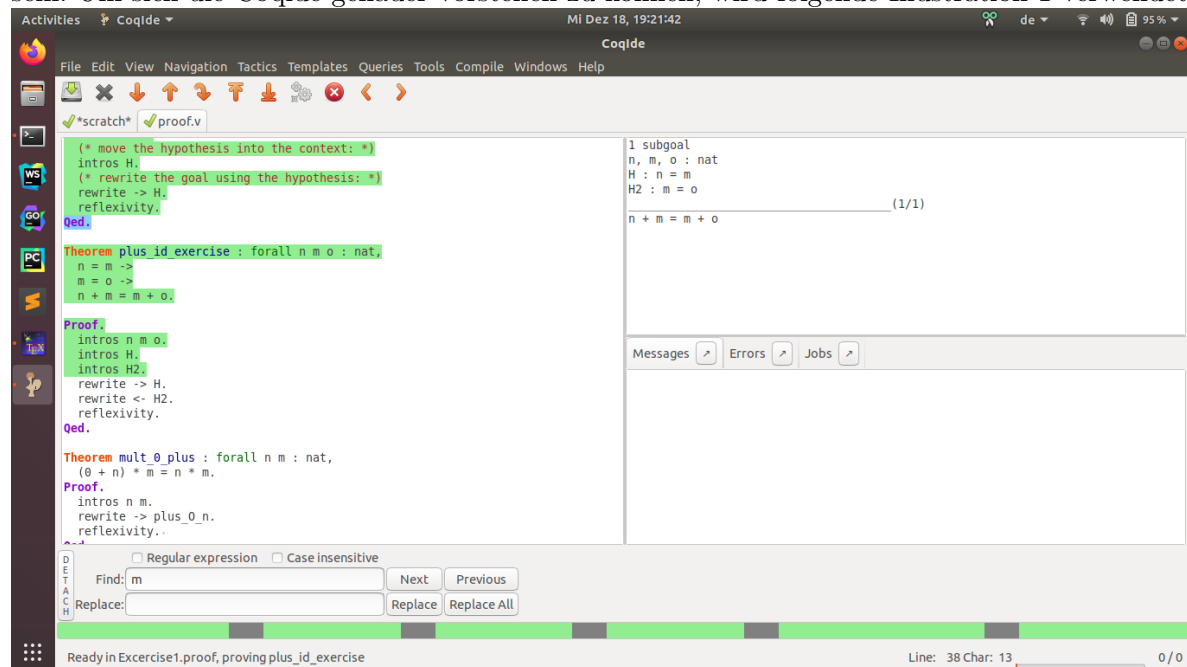 Activities CoqIde Mi Dez 18, 19:21:42 de 95 %
CoqIde
File Edit View Navigation Tactics Templates Queries Tools Compile Windows Help
*scratch* proof.v
(* move the hypothesis into the context: *)
intros H.
(* rewrite the goal using the hypothesis: *)
rewrite -> H.
reflexivity.
Qed.
Theorem plus_id_exercise : forall n m o : nat,
n = m ->
m = o ->
n + m = m + o.
Proof.
intros n m o.
intros H.
intros H2.
rewrite -> H.
rewrite <- H2.
reflexivity.
Qed.
Theorem mult_0_plus : forall n m : nat,
(0 + n) * m = n * m.
Proof.
intros n m.
rewrite -> plus_O_n.
reflexivity.
1 subgoal
n, m, o : nat
H : n = m
H2 : m = o
(1/1)
n + m = m + o
Messages Errors Jobs
WS
GO
PC
TEX
DETACH
Regular expression Case insensitive
Find: m Next Previous
Replace: Replace Replace All
Ready in Excercise1.proof, proving plus_id_exercise Line: 38 Char: 13 0 / 0